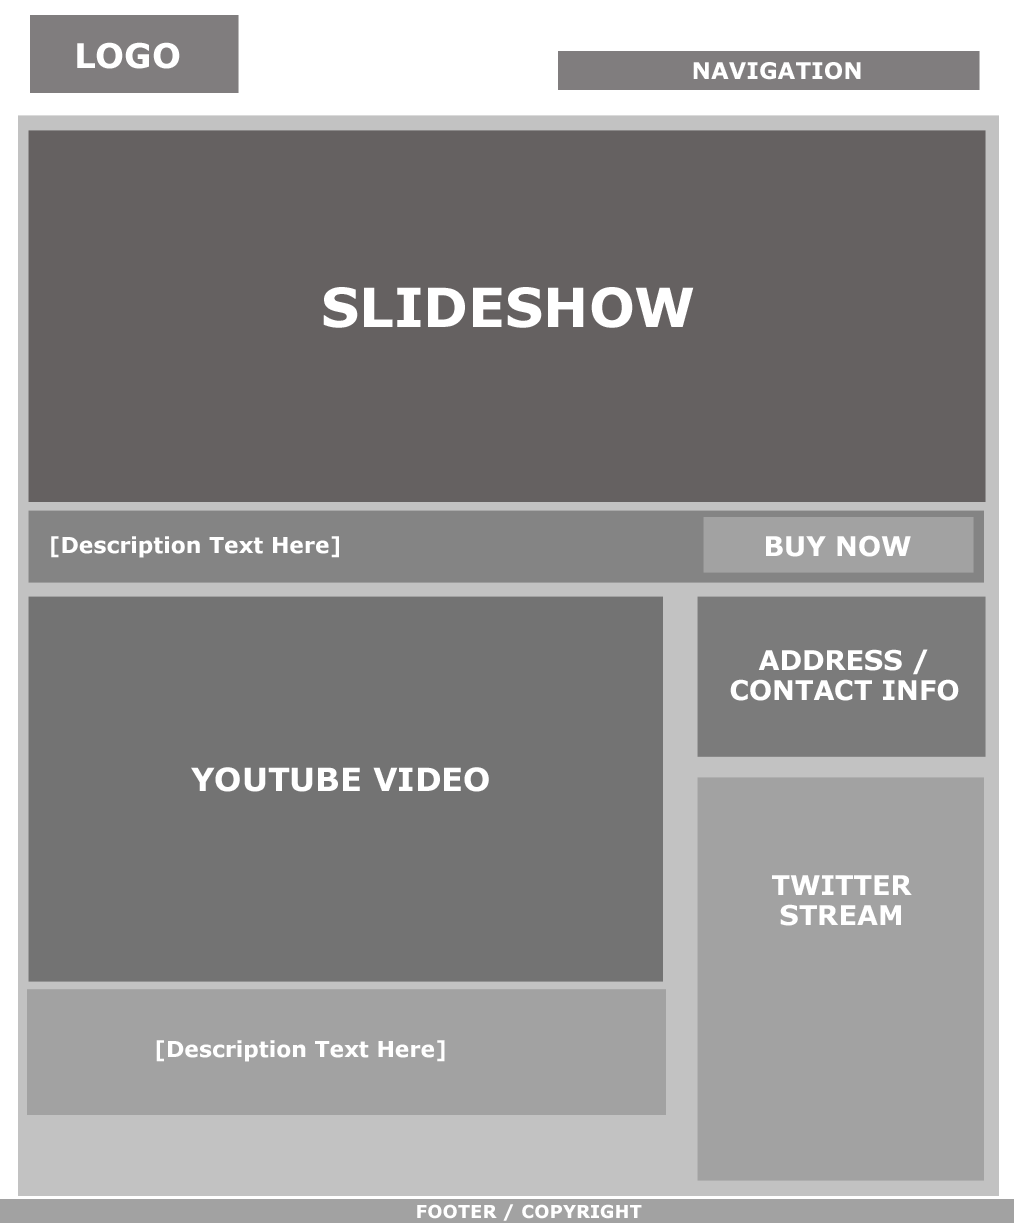 LOGO
NAVIGATION
SLIDESHOW
[Description Text Here]
BUY NOW
YOUTUBE VIDEO
[Description Text Here]
ADDRESS /
CONTACT INFO
TWITTER
STREAM
FOOTER / COPYRIGHT